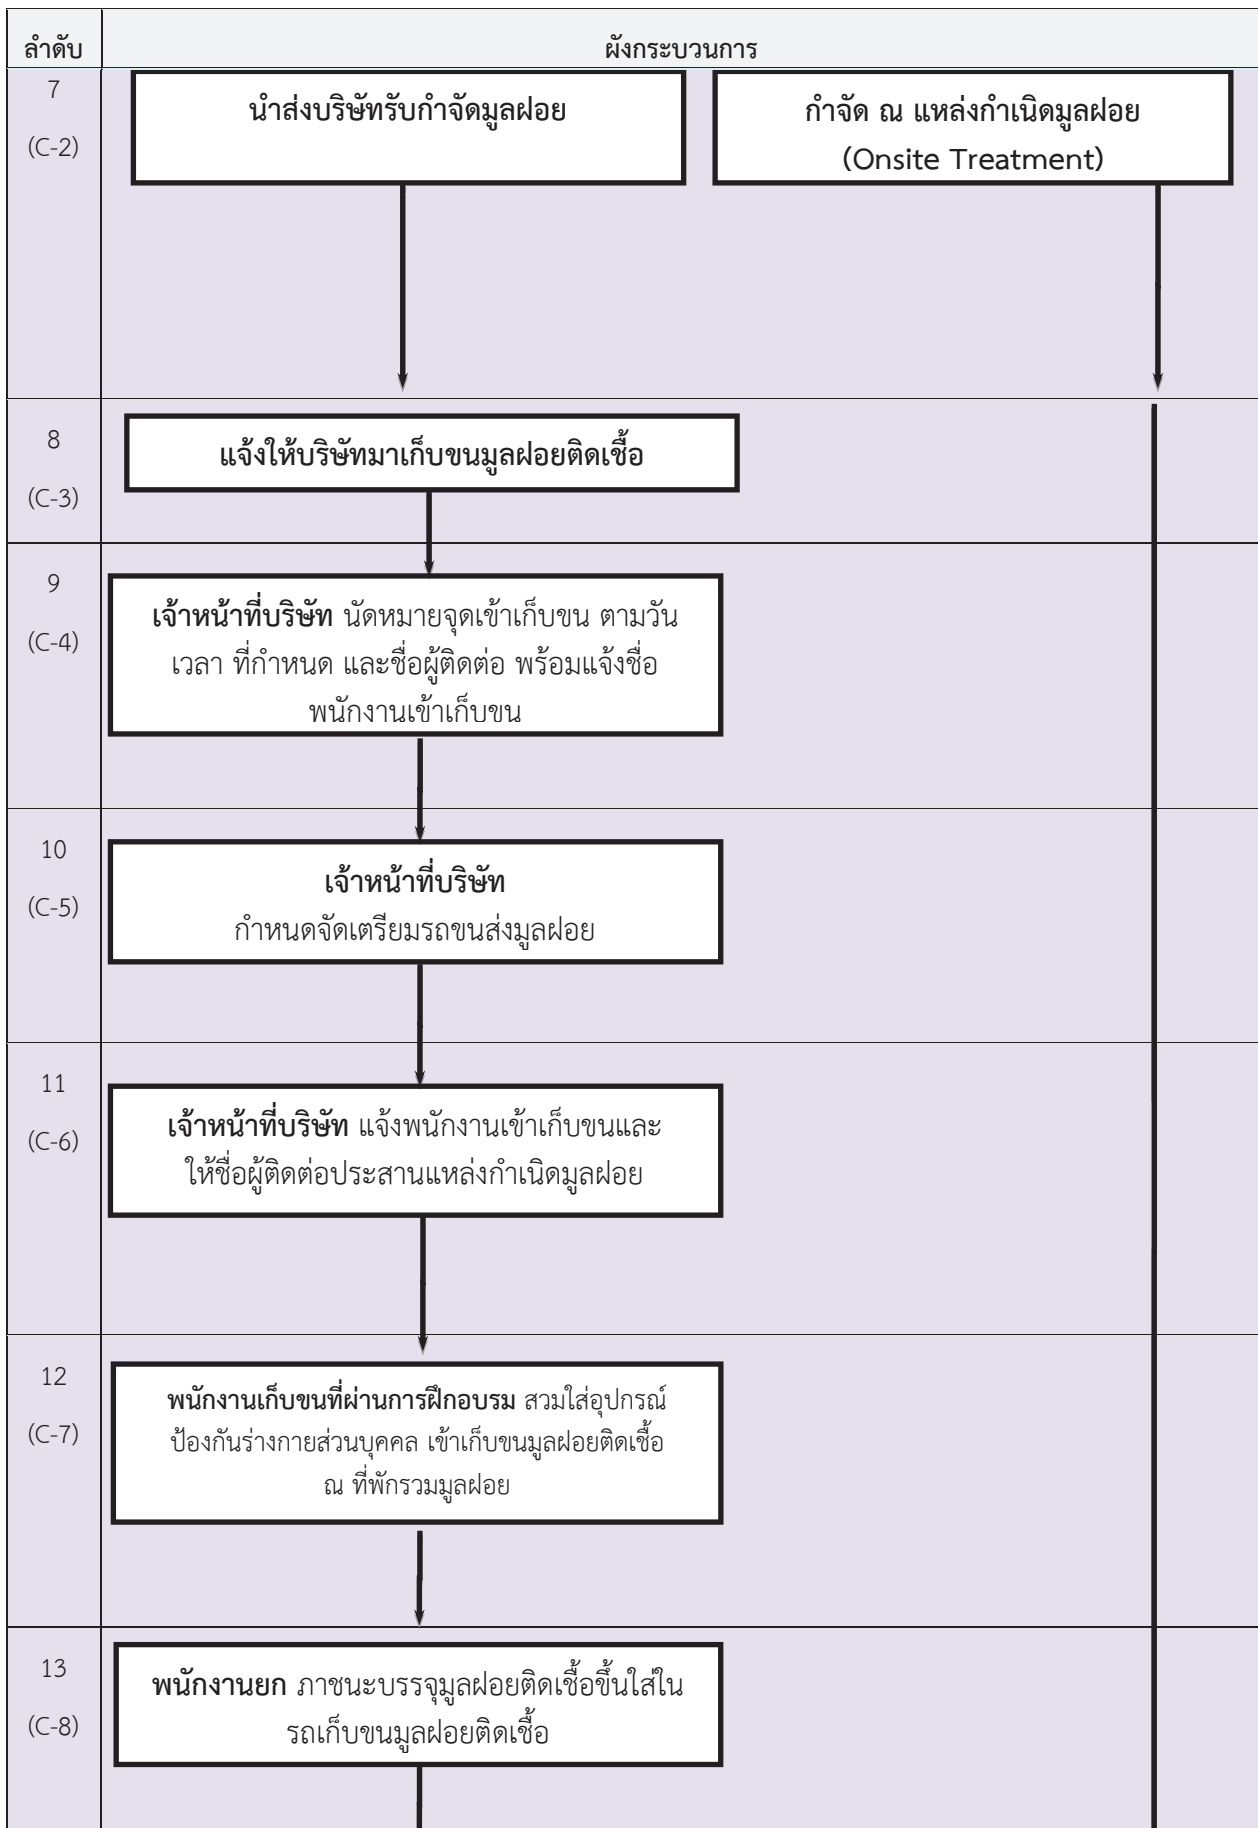 ลำดับ
ผังกระบวนการ
7
(C-2)
นำส่งบริษัทรับกำจัดมูลฝอย
กำจัด ณ แหล่งกำเนิดมูลฝอย
(Onsite Treatment)
8
(C-3)
แจ้งให้บริษัทมาเก็บขนมูลฝอยติดเชื้อ
9
(C-4)
เจ้าหน้าที่บริษัท นัดหมายจุดเข้าเก็บขน ตามวัน
เวลา ที่กำหนด และชื่อผู้ติดต่อ พร้อมแจ้งชื่อ
พนักงานเข้าเก็บขน
10
(C-5)
เจ้าหน้าที่บริษัท
กำหนดจัดเตรียมรถขนส่งมูลฝอย
11
(C-6)
เจ้าหน้าที่บริษัท แจ้งพนักงานเข้าเก็บขนและ
ให้ชื่อผู้ติดต่อประสานแหล่งกำเนิดมูลฝอย
12
(C-7)
พนักงานเก็บขนที่ผ่านการฝึกอบรม สวมใส่อุปกรณ์
ป้องกันร่างกายส่วนบุคคล เข้าเก็บขนมูลฝอยติดเชื้อ
ณ ที่พักรวมมูลฝอย
13
(C-8)
พนักงานยก ภาชนะบรรจุมูลฝอยติดเชื้อขึ้นใส่ใน
รถเก็บขนมูลฝอยติดเชื้อ